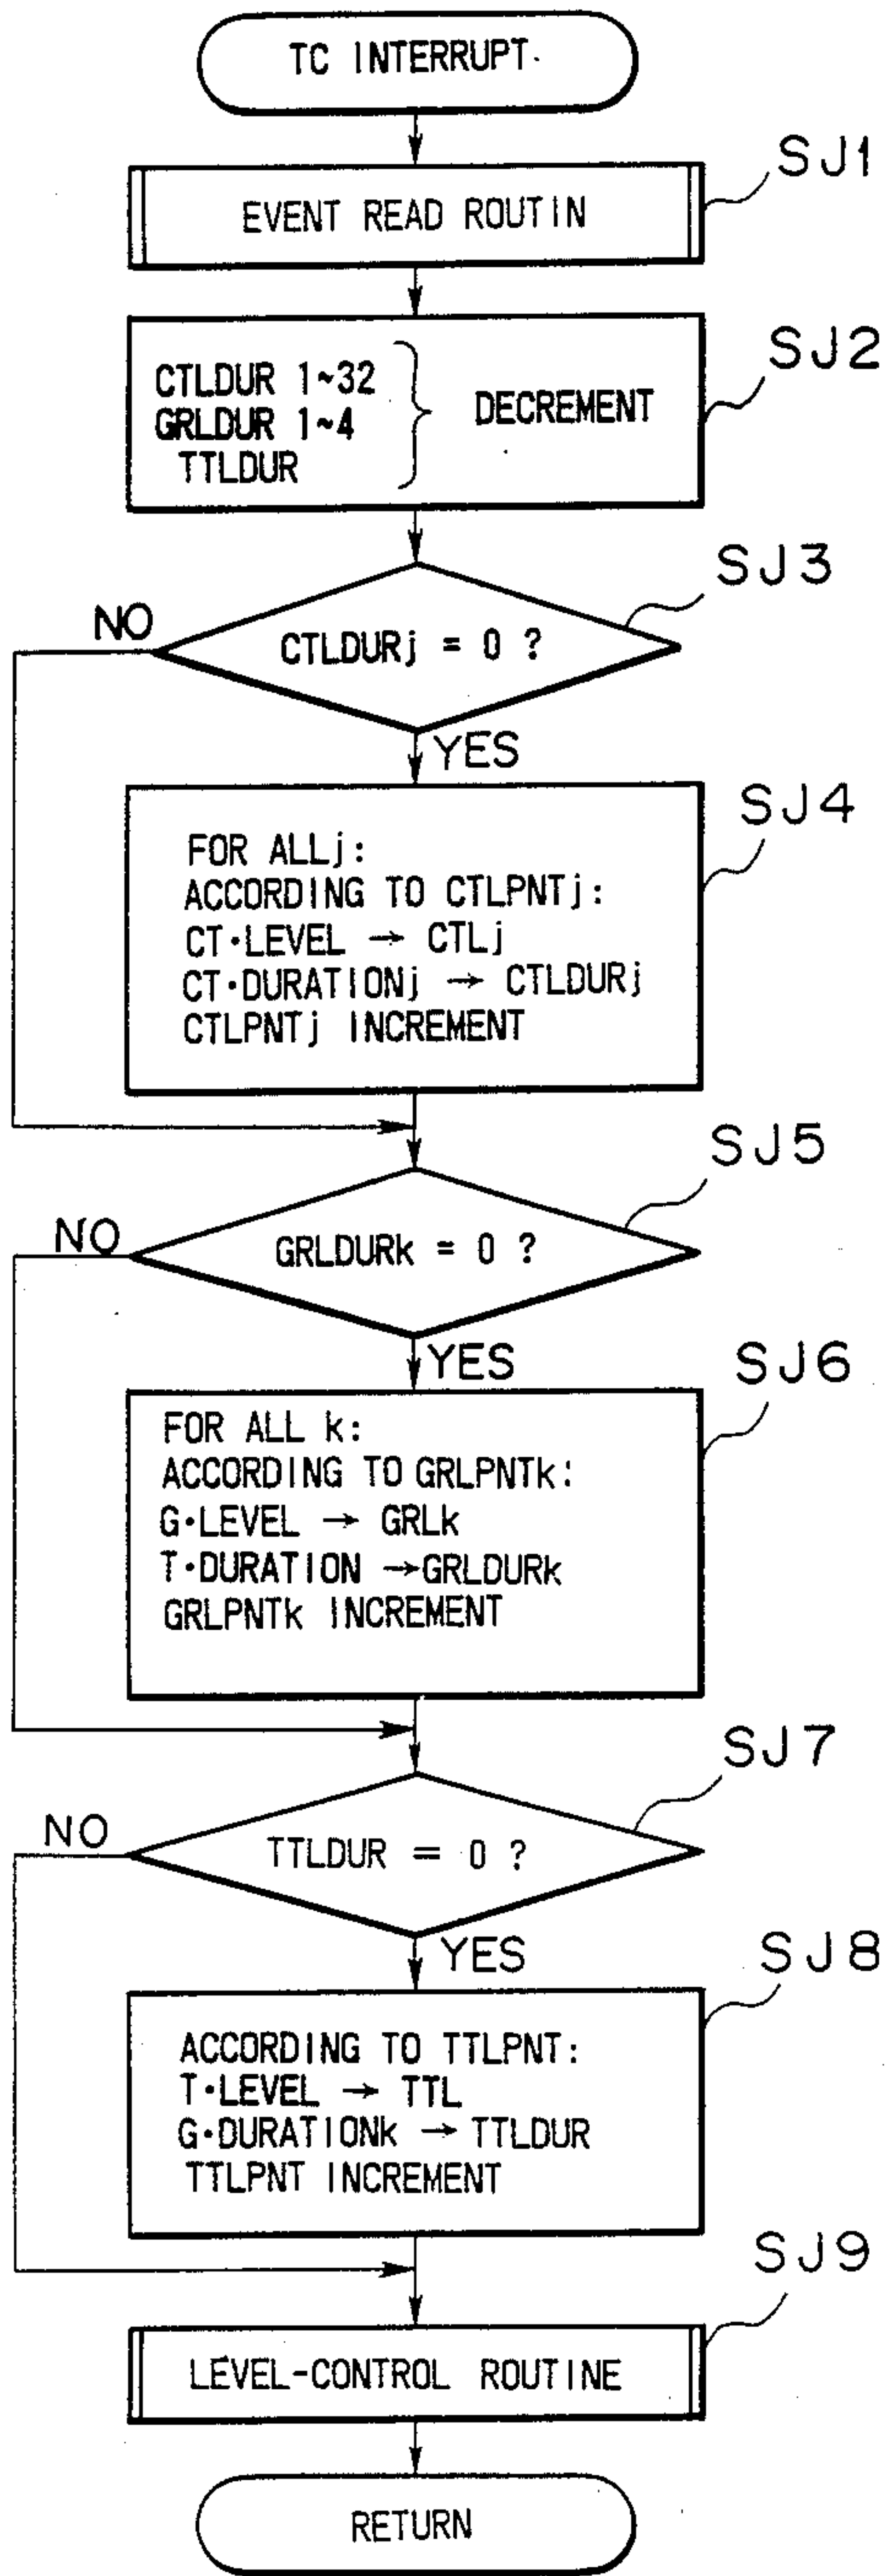 TC INTERRUPT
SJ1
EVENT READ ROUTIN
SJ2
CTLDUR 1~32
GRLDUR 1~4
TTLDUR
DECREMENT
SJ3
NO
CTLDURj = 0 ?
YES
SJ4
FOR ALLj:
ACCORDING TO CTLPNTj:
CT·LEVEL → CTLj
CT·DURATIONj → CTLDURj
CTLPNTj INCREMENT
SJ5
NO
GRLDURk = 0 ?
YES
SJ6
FOR ALL k:
ACCORDING TO GRLPNTk:
G·LEVEL → GRLk
T·DURATION → GRLDURk
GRLPNTk INCREMENT
SJ7
NO
TTLDUR = 0 ?
YES
SJ8
ACCORDING TO TTLPNT:
T·LEVEL → TTL
G·DURATIONk → TTLDUR
TTLPNT INCREMENT
SJ9
LEVEL-CONTROL ROUTINE
RETURN